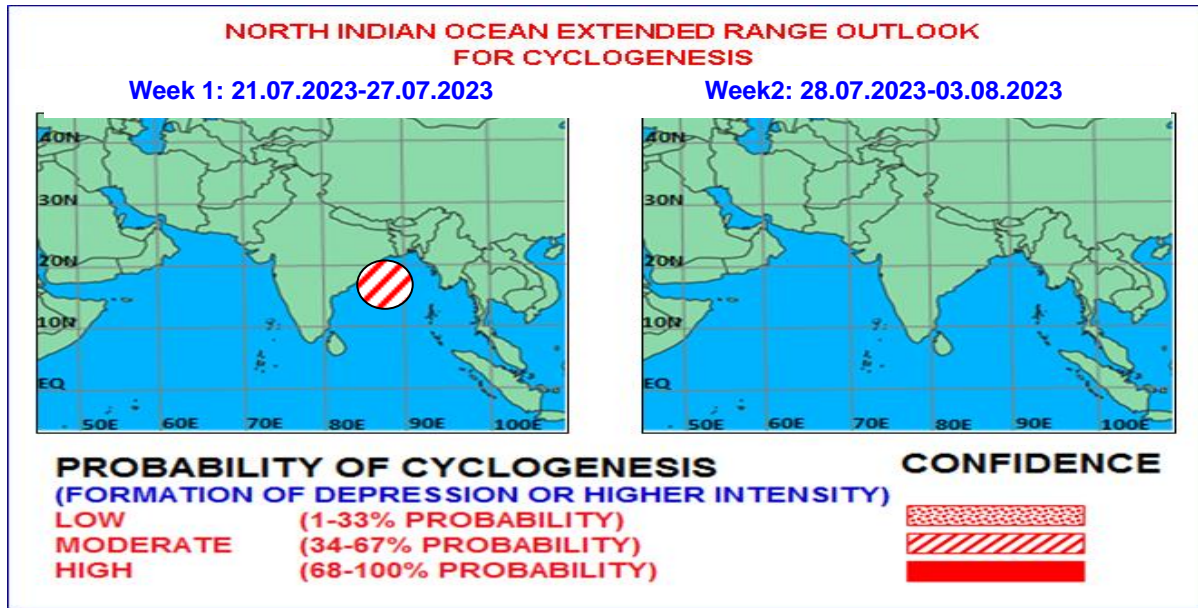 NORTH INDIAN OCEAN EXTENDED RANGE OUTLOOK
FOR CYCLOGENESIS
Week 1: 21.07.2023-27.07.2023
Week2: 28.07.2023-03.08.2023
40N
30N
20N
10N
EQ
50E 60E 70E 80E 90E 100E
40N
30N
20N
10N
EQ
50E 60E 70E 80E 90E 100E
PROBABILITY OF CYCLOGENESIS
CONFIDENCE
(FORMATION OF DEPRESSION OR HIGHER INTENSITY)
LOW (1-33% PROBABILITY)
MODERATE (34-67% PROBABILITY)
HIGH (68-100% PROBABILITY)